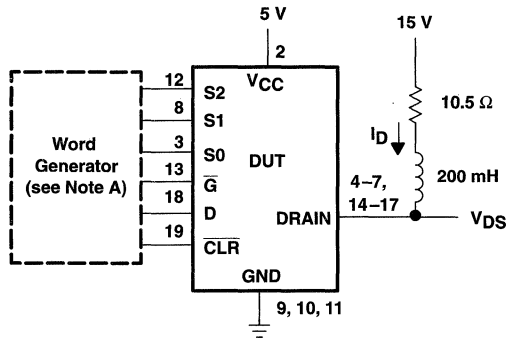 5 V
15 V
2
12
VCC
S2
8
S1
10.5 Ω
Word
Generator
(see Note A)
3
S0
DUT
ID
13
G̅
4–7,
14–17
200 mH
18
D
DRAIN
VDS
19
C̅L̅R̅
GND
9, 10, 11